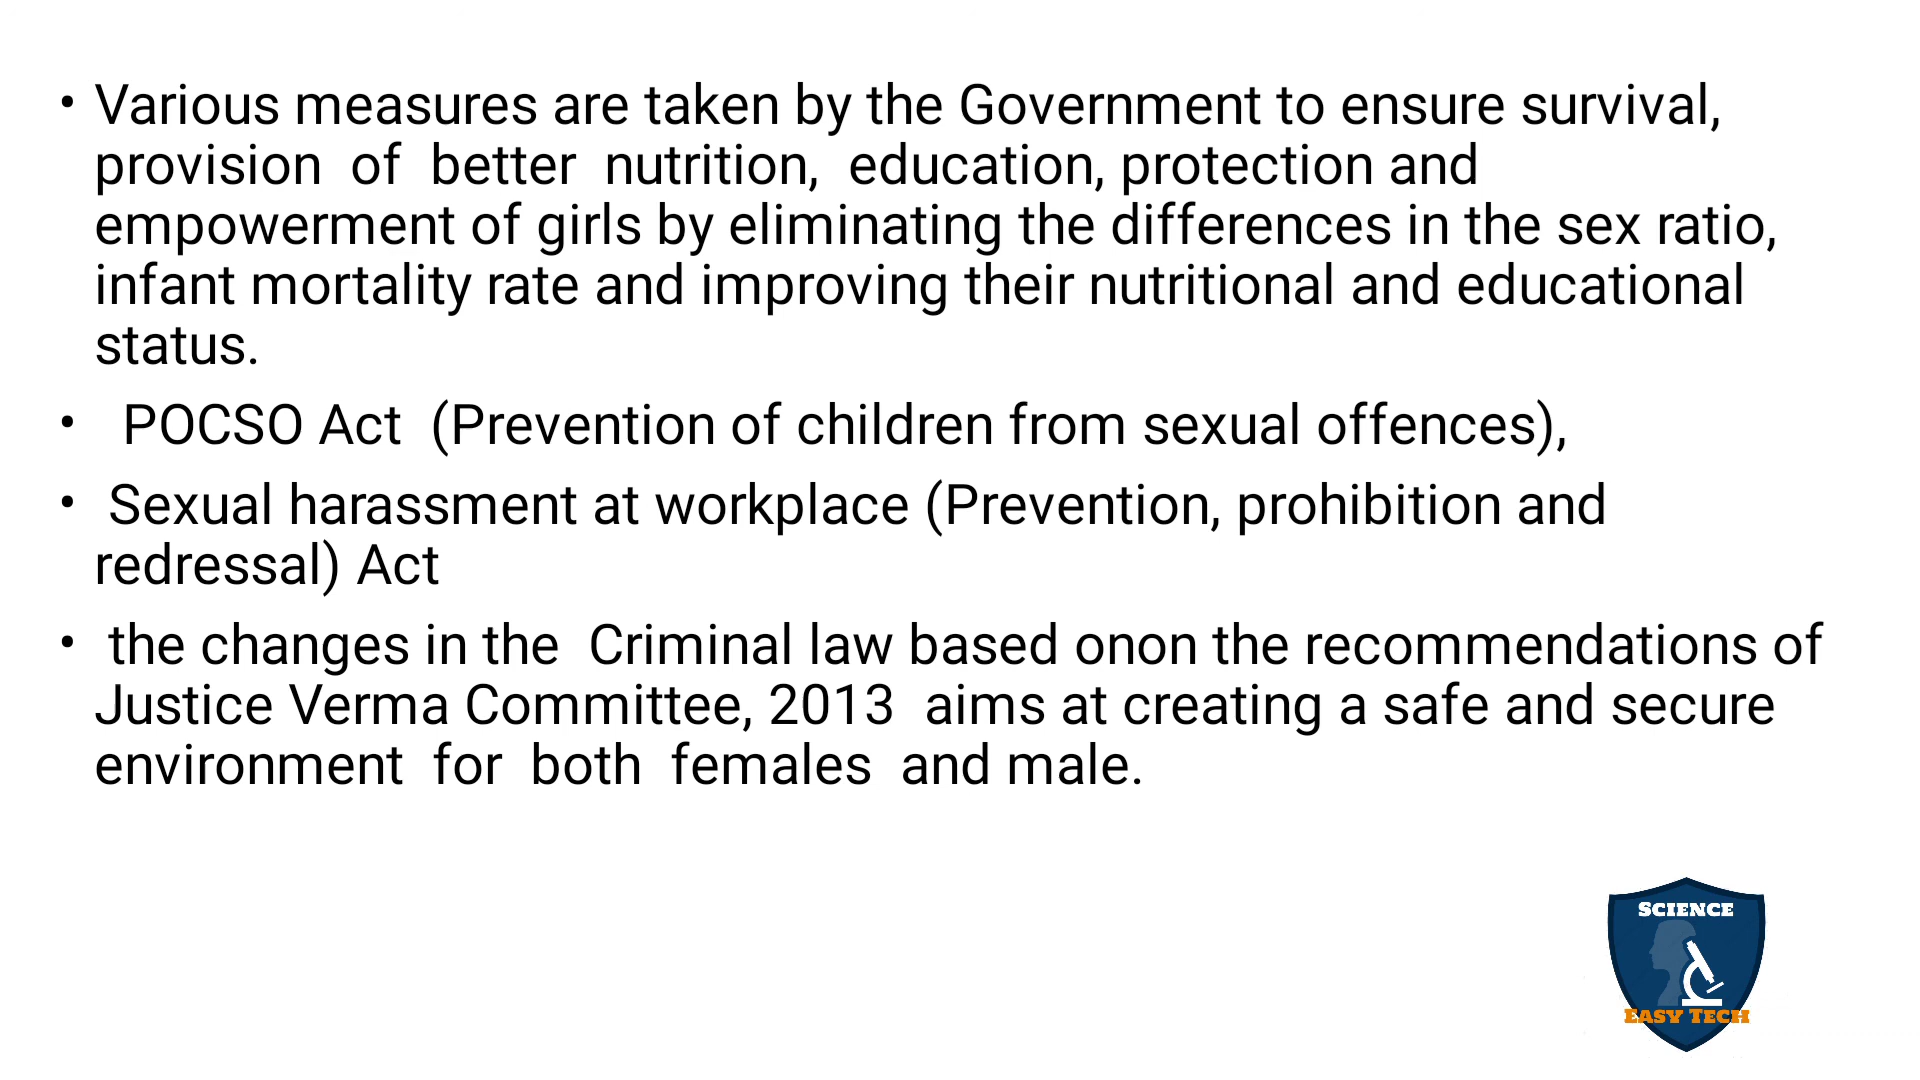 • Various measures are taken by the Government to ensure survival,
provision of better nutrition, education, protection and
empowerment of girls by eliminating the differences in the sex ratio,
infant mortality rate and improving their nutritional and educational
status.
• POCSO Act (Prevention of children from sexual offences),
• Sexual harassment at workplace (Prevention, prohibition and
redressal) Act
• the changes in the Criminal law based onon the recommendations of
Justice Verma Committee, 2013 aims at creating a safe and secure
environment for both females and male.
SCIENCE
EASY TECH